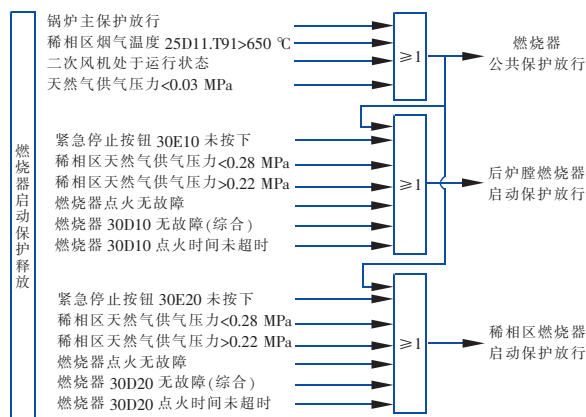 燃烧器启动保护释放
锅炉主保护放行
稀相区烟气温度 25D11.T91>650 ℃
二次风机处于运行状态
天然气供气压力<0.03 MPa
≥1
燃烧器
公共保护放行
紧急停止按钮 30E10 未按下
稀相区天然气供气压力<0.28 MPa
稀相区天然气供气压力>0.22 MPa
燃烧器点火无故障
燃烧器 30D10 无故障(综合)
燃烧器 30D10 点火时间未超时
≥1
后炉膛燃烧器
启动保护放行
紧急停止按钮 30E20 未按下
稀相区天然气供气压力<0.28 MPa
稀相区天然气供气压力>0.22 MPa
燃烧器点火无故障
燃烧器 30D20 无故障(综合)
燃烧器 30D20 点火时间未超时
≥1
稀相区燃烧器
启动保护放行